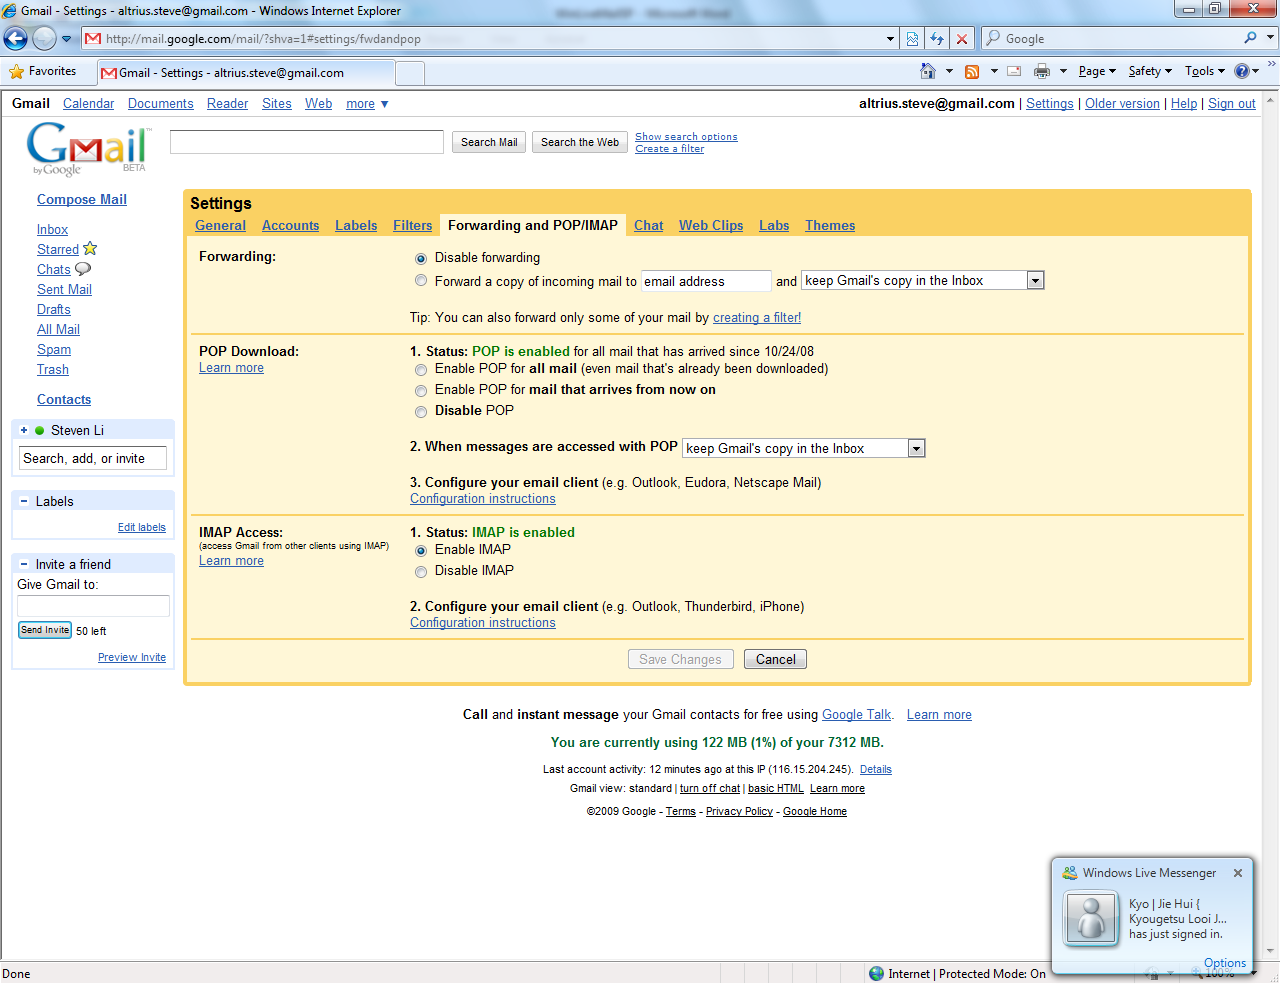 Gmail - Settings - altrius.steve@gmail.com - Windows Internet Explorer
http://mail.google.com/mail/?shva=1#settings/fwdandpop
Google
Favorites
Gmail - Settings - altrius.steve@gmail.com
Page Safety Tools
Gmail Calendar Documents Reader Sites Web more ▼
altrius.steve@gmail.com | Settings | Older version | Help | Sign out
Gmail
by Google BETA
Search Mail Search the Web
Show search options
Create a filter
Compose Mail
Inbox
Starred
Chats
Sent Mail
Drafts
All Mail
Spam
Trash
Contacts
+ Steven Li
Search, add, or invite
− Labels
Edit labels
− Invite a friend
Give Gmail to:
Send Invite 50 left
Preview Invite
Settings
General Accounts Labels Filters Forwarding and POP/IMAP Chat Web Clips Labs Themes
Forwarding:
Disable forwarding
Forward a copy of incoming mail to email address and keep Gmail's copy in the Inbox
Tip: You can also forward only some of your mail by creating a filter!
POP Download:
Learn more
1. Status: POP is enabled for all mail that has arrived since 10/24/08
Enable POP for all mail (even mail that's already been downloaded)
Enable POP for mail that arrives from now on
Disable POP
2. When messages are accessed with POP keep Gmail's copy in the Inbox
3. Configure your email client (e.g. Outlook, Eudora, Netscape Mail)
Configuration instructions
IMAP Access:
(access Gmail from other clients using IMAP)
Learn more
1. Status: IMAP is enabled
Enable IMAP
Disable IMAP
2. Configure your email client (e.g. Outlook, Thunderbird, iPhone)
Configuration instructions
Save Changes Cancel
Call and instant message your Gmail contacts for free using Google Talk. Learn more
You are currently using 122 MB (1%) of your 7312 MB.
Last account activity: 12 minutes ago at this IP (116.15.204.245). Details
Gmail view: standard | turn off chat | basic HTML Learn more
©2009 Google - Terms - Privacy Policy - Google Home
Windows Live Messenger
Kyo | Jie Hui {
Kyougetsu Looi J...
has just signed in.
Options
Done
Internet | Protected Mode: On
100%